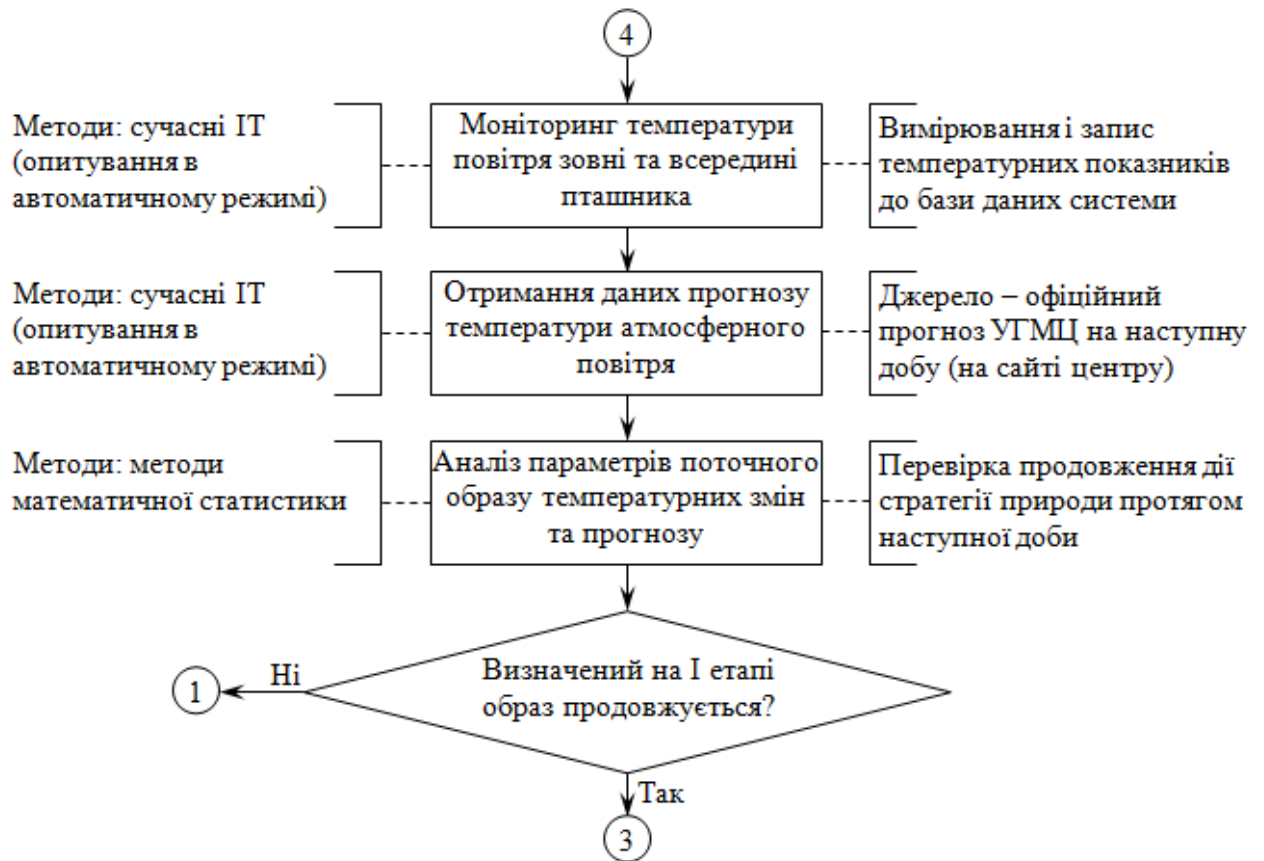 4
Методи: сучасні ІТ
(опитування в
автоматичному режимі)
Моніторинг температури
повітря зовні та всередині
пташника
Вимірювання і запис
температурних показників
до бази даних системи
Методи: сучасні ІТ
(опитування в
автоматичному режимі)
Отримання даних прогнозу
температури атмосферного
повітря
Джерело – офіційний
прогноз УГМЦ на наступну
добу (на сайті центру)
Методи: методи
математичної статистики
Аналіз параметрів поточного
образу температурних змін
та прогнозу
Перевірка продовження дії
стратегії природи протягом
наступної доби
Визначений на І етапі
образ продовжується?
Ні
1
Так
3